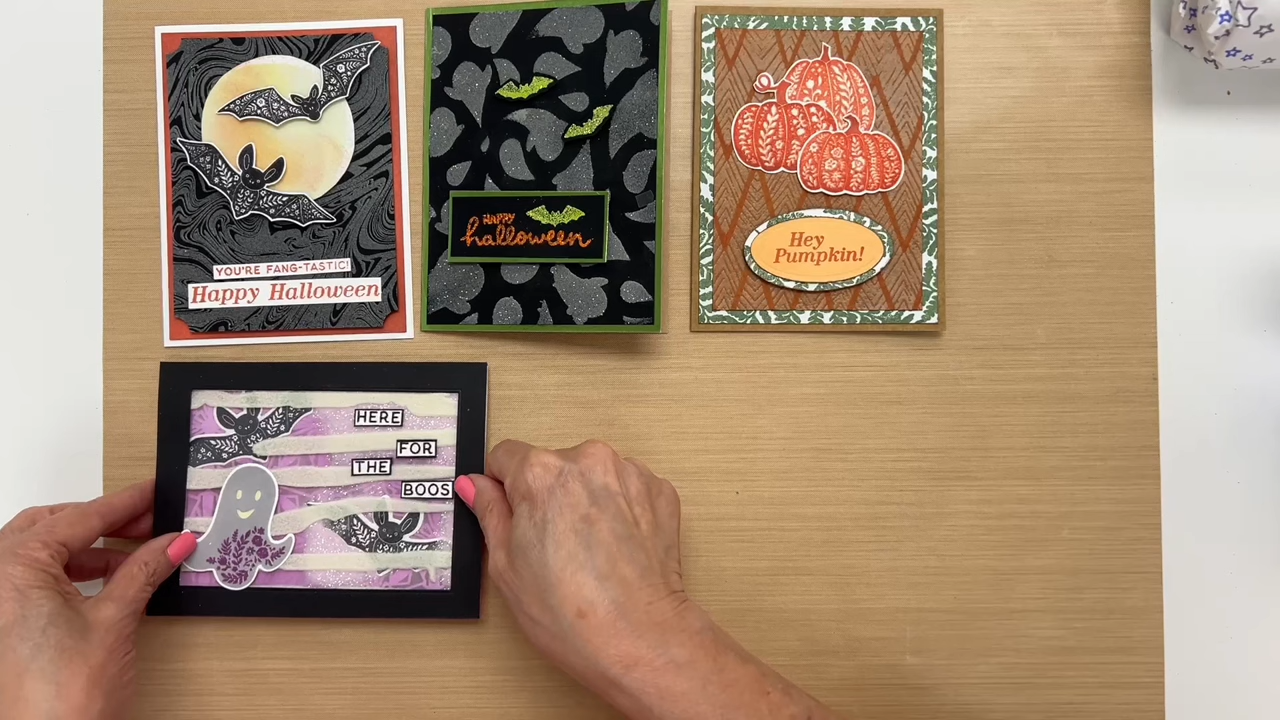 YOU'RE FANG-TASTIC!
Happy Halloween
HAPPY
halloween
Hey
Pumpkin!
HERE
FOR
THE
BOOS